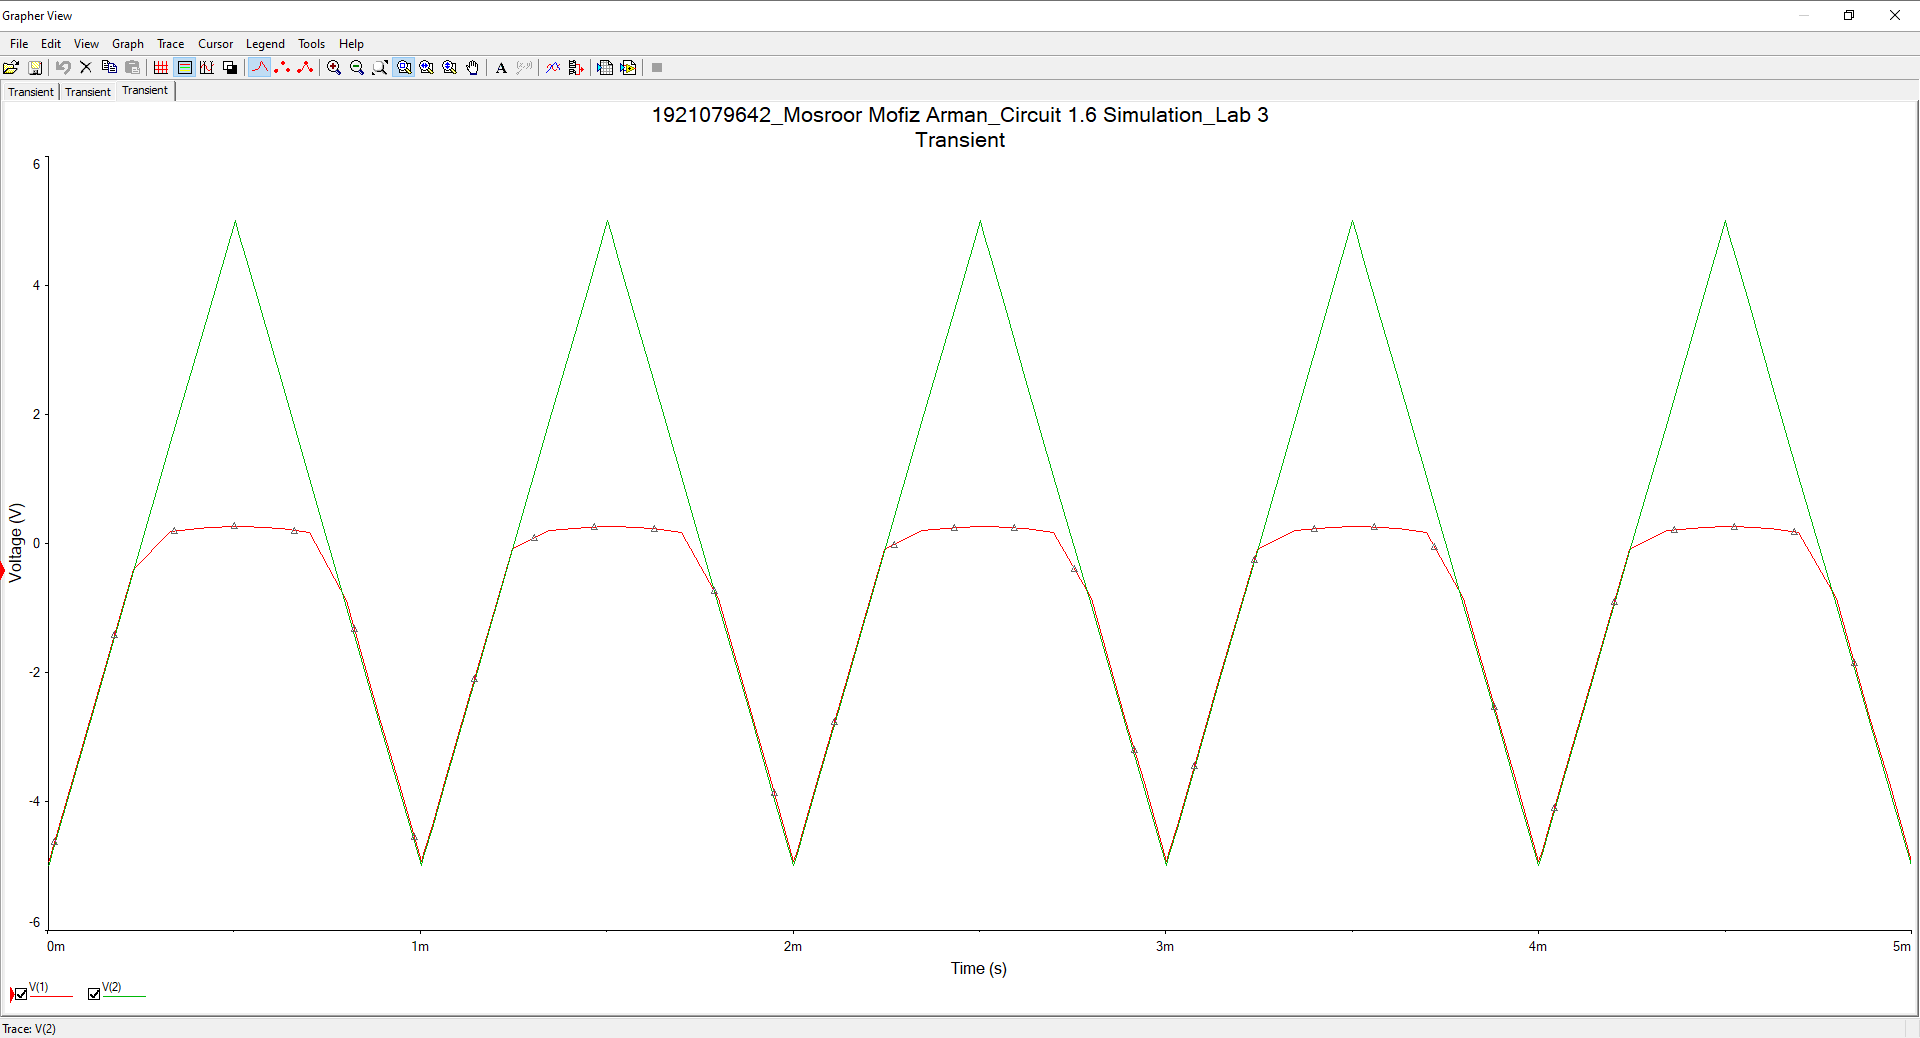 Grapher View
File Edit View Graph Trace Cursor Legend Tools Help
A
Transient Transient Transient
1921079642_Mosroor Mofiz Arman_Circuit 1.6 Simulation_Lab 3
Transient
6
4
2
0
-2
-4
-6
Voltage (V)
0m 1m 2m 3m 4m 5m
Time (s)
V(1) V(2)
Trace: V(2)